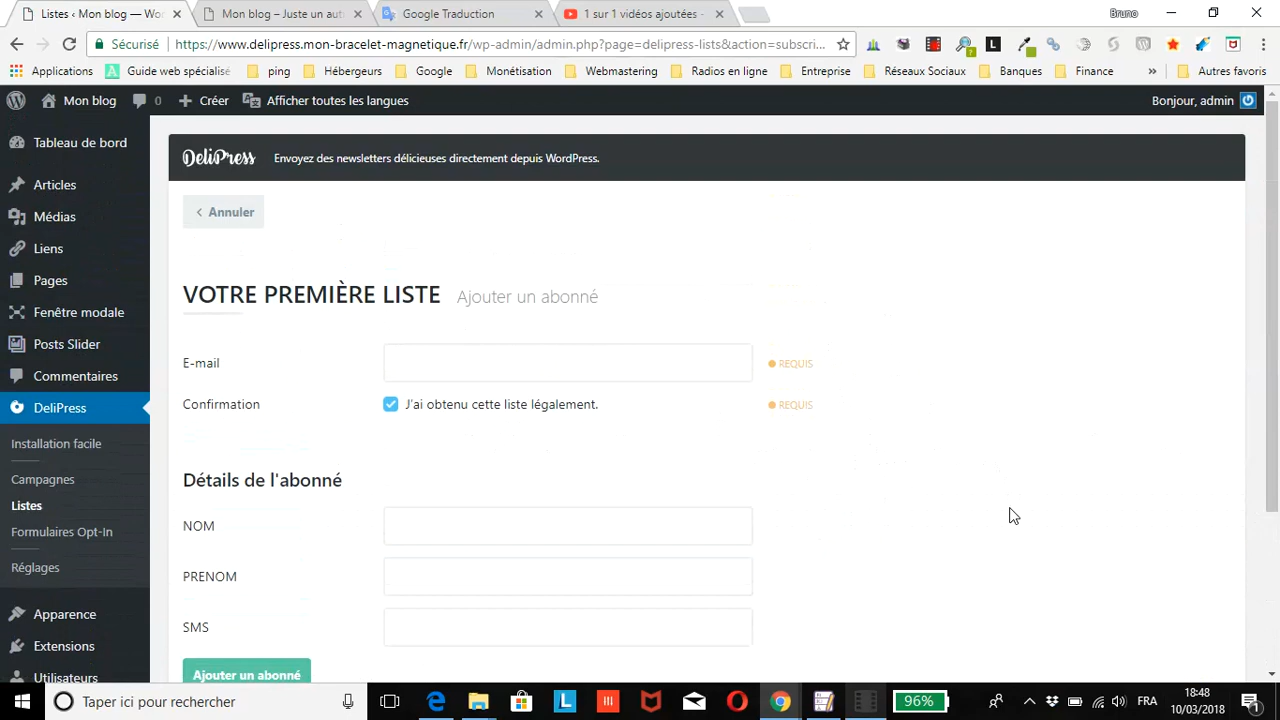 Listes ‹ Mon blog — Wor
Mon blog – Juste un aut
Google Traduction
1 sur 1 vidéos ajoutées -
Bruno
Sécurisé
https://www.delipress.mon-bracelet-magnetique.fr/wp-admin/admin.php?page=delipress-lists&action=subscri...
Applications
Guide web spécialisé
ping
Hébergeurs
Google
Monétisation
Webmastering
Radios en ligne
Entreprise
Réseaux Sociaux
Banques
Finance
»
Autres favoris
Mon blog
0
Créer
Afficher toutes les langues
Bonjour, admin
Tableau de bord
Articles
Médias
Liens
Pages
Fenêtre modale
Posts Slider
Commentaires
DeliPress
Installation facile
Campagnes
Listes
Formulaires Opt-In
Réglages
Apparence
Extensions
Utilisateurs
DeliPress
Envoyez des newsletters délicieuses directement depuis WordPress.
Annuler
VOTRE PREMIÈRE LISTE Ajouter un abonné
E-mail
REQUIS
Confirmation
J'ai obtenu cette liste légalement.
REQUIS
Détails de l'abonné
NOM
PRENOM
SMS
Ajouter un abonné
Taper ici pour rechercher
96%
FRA
18:48
10/03/2018